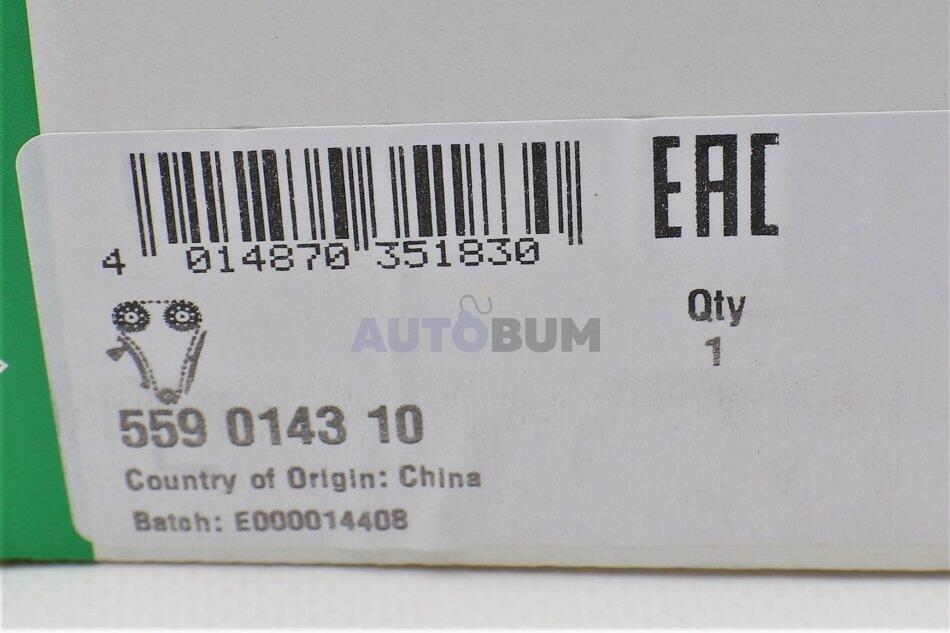 EAC
4 014870 351830
Qty
1
AUTOBUM
559 0143 10
Country of Origin: China
Batch: E000014408